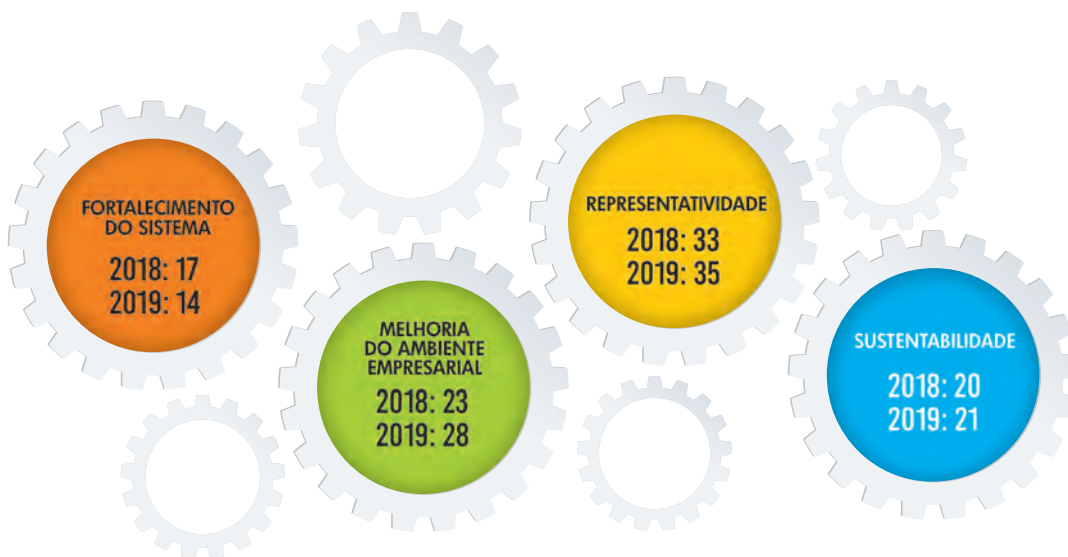 FORTALECIMENTO
DO SISTEMA
2018: 17
2019: 14
MELHORIA
DO AMBIENTE
EMPRESARIAL
2018: 23
2019: 28
REPRESENTATIVIDADE
2018: 33
2019: 35
SUSTENTABILIDADE
2018: 20
2019: 21